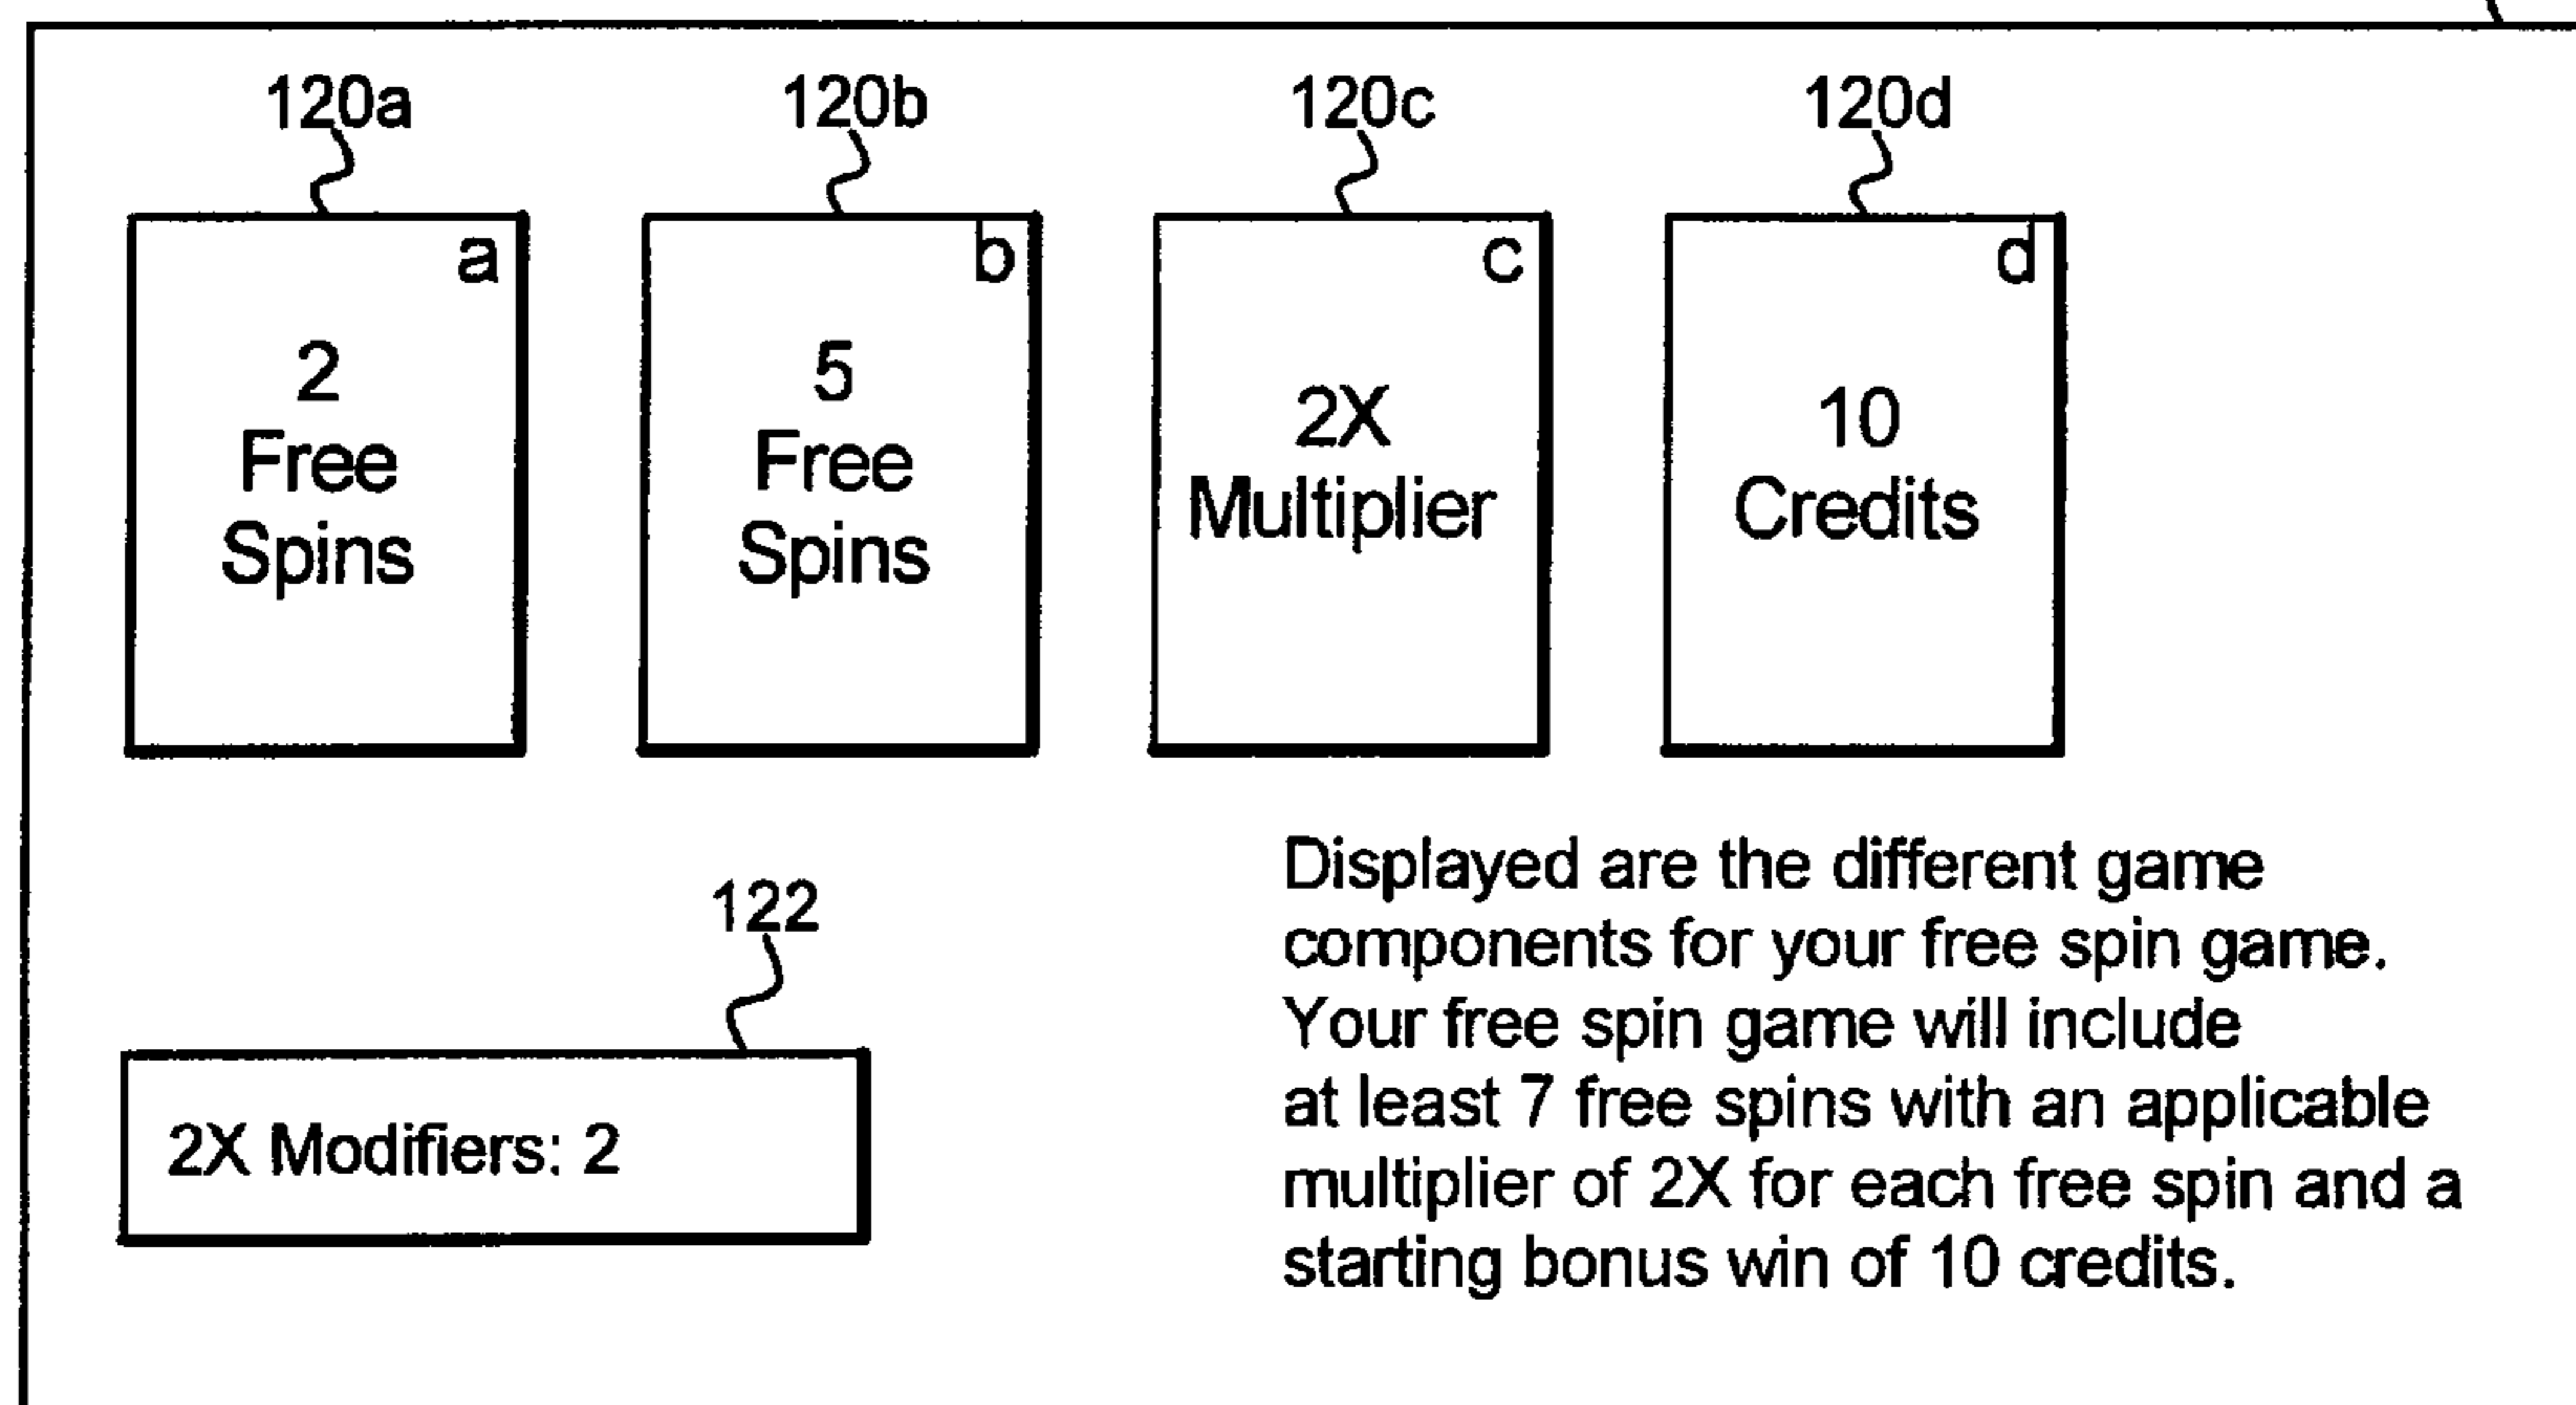 120a 120b 120c 120d
a b c d
2
Free
Spins
5
Free
Spins
2X
Multiplier
10
Credits
122
2X Modifiers: 2
Displayed are the different game
components for your free spin game.
Your free spin game will include
at least 7 free spins with an applicable
multiplier of 2X for each free spin and a
starting bonus win of 10 credits.